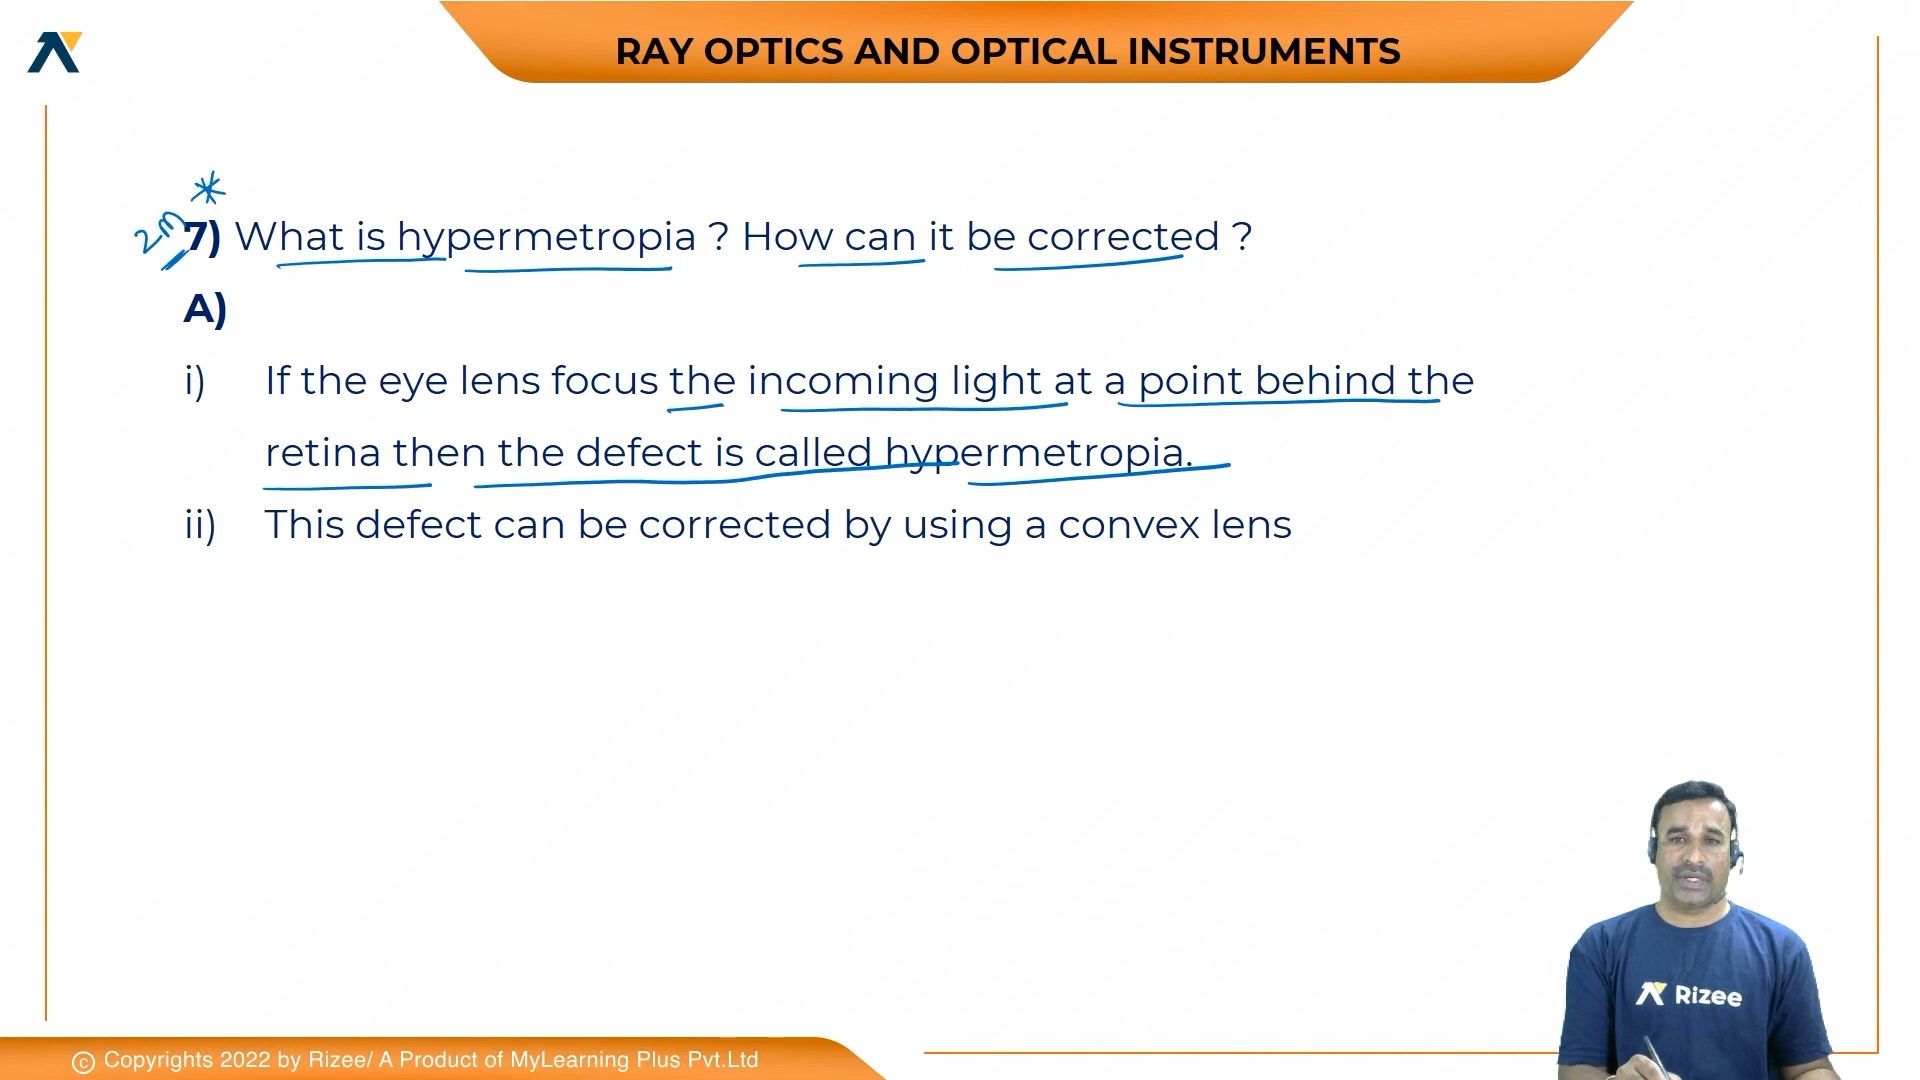 RAY OPTICS AND OPTICAL INSTRUMENTS
*
2m
7) What is hypermetropia ? How can it be corrected ?
A)
i) If the eye lens focus the incoming light at a point behind the
retina then the defect is called hypermetropia.
ii) This defect can be corrected by using a convex lens
Rizee
© Copyrights 2022 by Rizee/ A Product of MyLearning Plus Pvt.Ltd